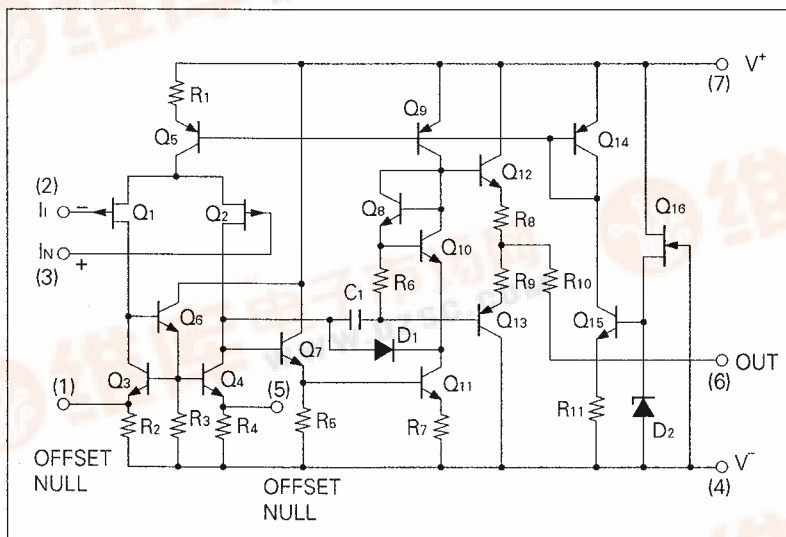 V+
(7)
R1
Q5
Q9
Q14
Q12
Q16
(2)
II −
Q1
Q2
Q8
R8
IN +
(3)
Q10
R6
R9
R10
C1
Q13
Q15
Q6
D1
Q7
OUT
(6)
Q3
Q4
(1)
(5)
Q11
R11
D2
R2
R3
R4
R5
R7
V−
(4)
OFFSET
NULL
OFFSET
NULL